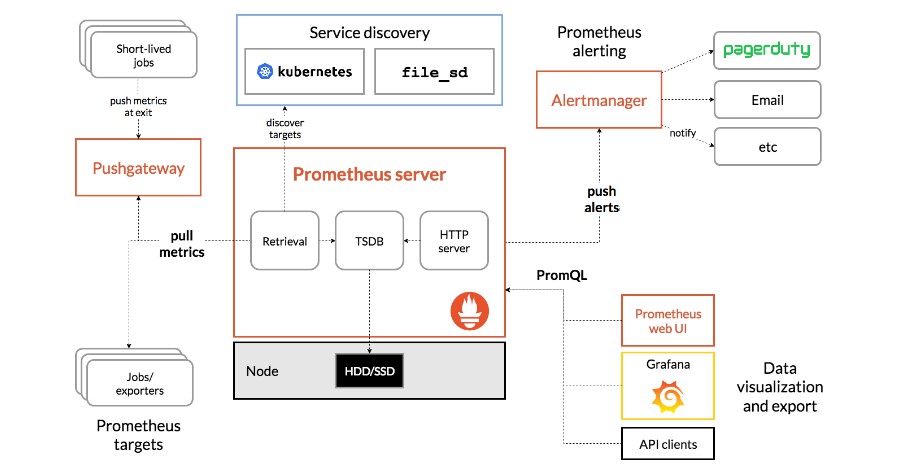 Short-lived
jobs
push metrics
at exit
Pushgateway
Service discovery
kubernetes
file_sd
discover
targets
Prometheus
alerting
Alertmanager
pagerduty
Email
etc
notify
Prometheus server
Retrieval
TSDB
HTTP
server
pull
metrics
push
alerts
PromQL
Node
HDD/SSD
Jobs/
exporters
Prometheus
targets
Prometheus
web UI
Grafana
API clients
Data
visualization
and export